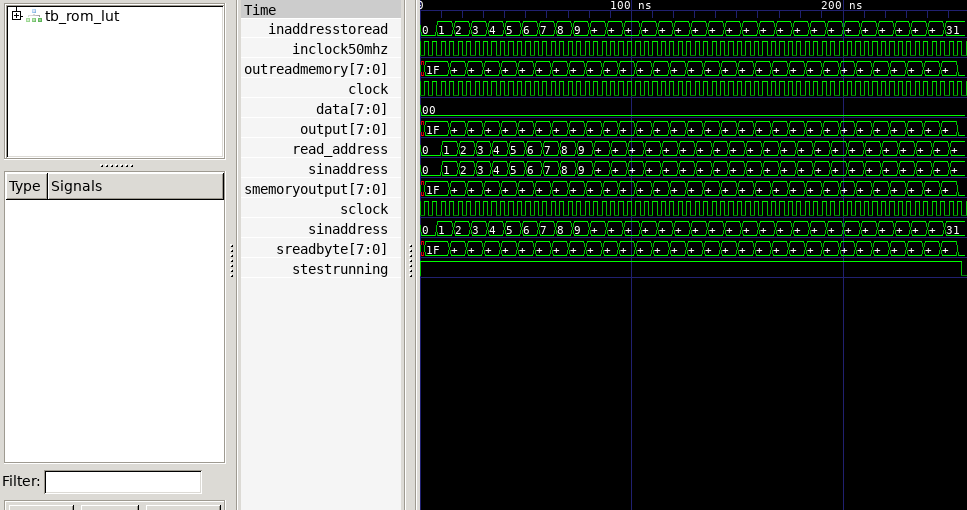 tb_rom_lut
Type Signals
Filter:
Time
inaddresstoread
inclock50mhz
outreadmemory[7:0]
clock
data[7:0]
output[7:0]
read_address
sinaddress
smemoryoutput[7:0]
sclock
sinaddress
sreadbyte[7:0]
stestrunning
0 100 ns 200 ns
0 1 2 3 4 5 6 7 8 9 + + + + + + + + + + + + + + + + + + + + + 31
1F + + + + + + + + + + + + + + + + + + + + + + + + + + + + + +
00
1F + + + + + + + + + + + + + + + + + + + + + + + + + + + + + +
0 1 2 3 4 5 6 7 8 9 + + + + + + + + + + + + + + + + + + + + + +
0 1 2 3 4 5 6 7 8 9 + + + + + + + + + + + + + + + + + + + + + +
1F + + + + + + + + + + + + + + + + + + + + + + + + + + + + + +
0 1 2 3 4 5 6 7 8 9 + + + + + + + + + + + + + + + + + + + + + 31
1F + + + + + + + + + + + + + + + + + + + + + + + + + + + + + +